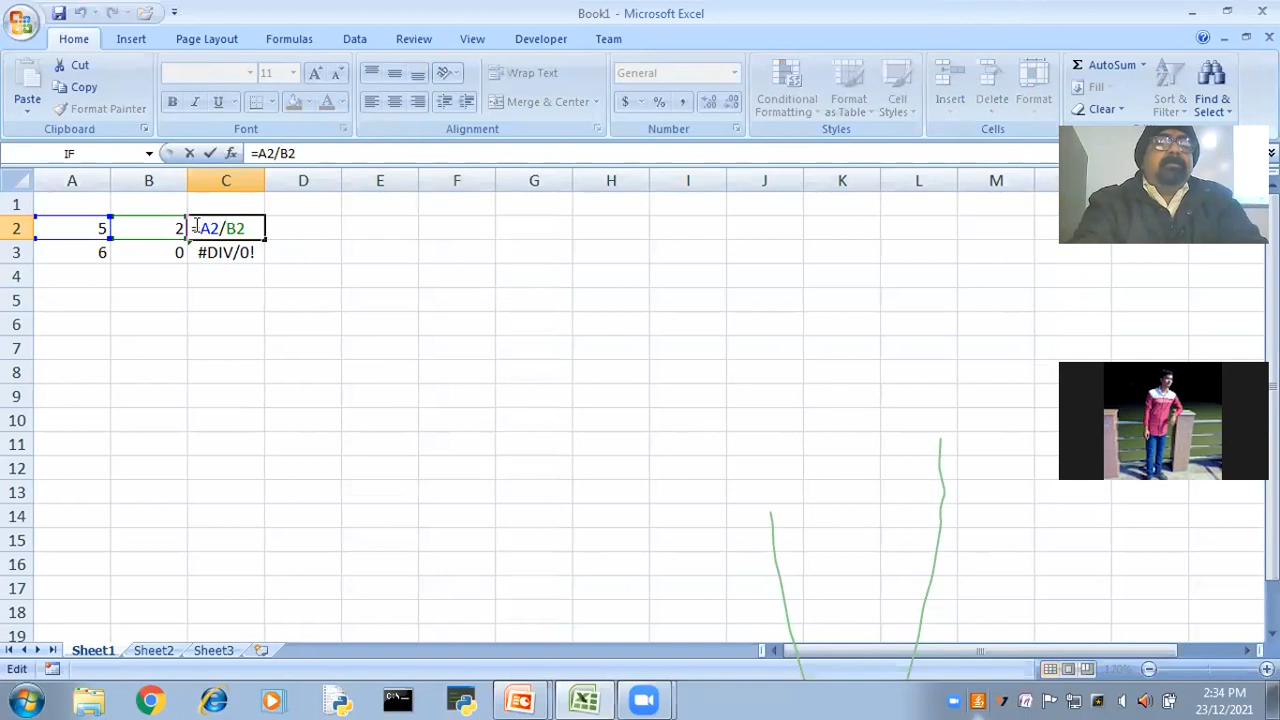 Book1 - Microsoft Excel
Home Insert Page Layout Formulas Data Review View Developer Team
Cut
Copy
Format Painter
Paste
Clipboard
11
A A
B I U
A
Font
Wrap Text
Merge & Center
Alignment
General
$ % ,
Number
Conditional Formatting
Format as Table
Cell Styles
Styles
Insert Delete Format
Cells
Σ AutoSum
Fill
Clear
Sort & Filter
Find & Select
IF fx =A2/B2
A B C D E F G H I J K L M
1
2 5 2 =A2/B2
3 6 0 #DIV/0!
4
5
6
7
8
9
10
11
12
13
14
15
16
17
18
19
Sheet1 Sheet2 Sheet3
Edit 120%
2:34 PM
23/12/2021